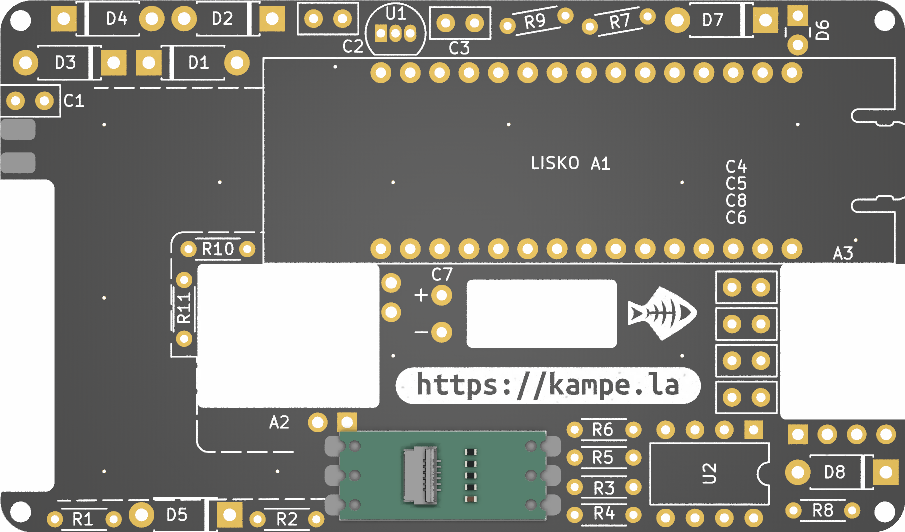 D4
D2
C2
U1
C3
R9
R7
D7
D6
D3
D1
C1
LISKO A1
C4
C5
C8
C6
R10
A3
R11
C7
+
-
https://kampe.la
A2
R6
R5
R3
R4
U2
D8
R1
D5
R2
R8